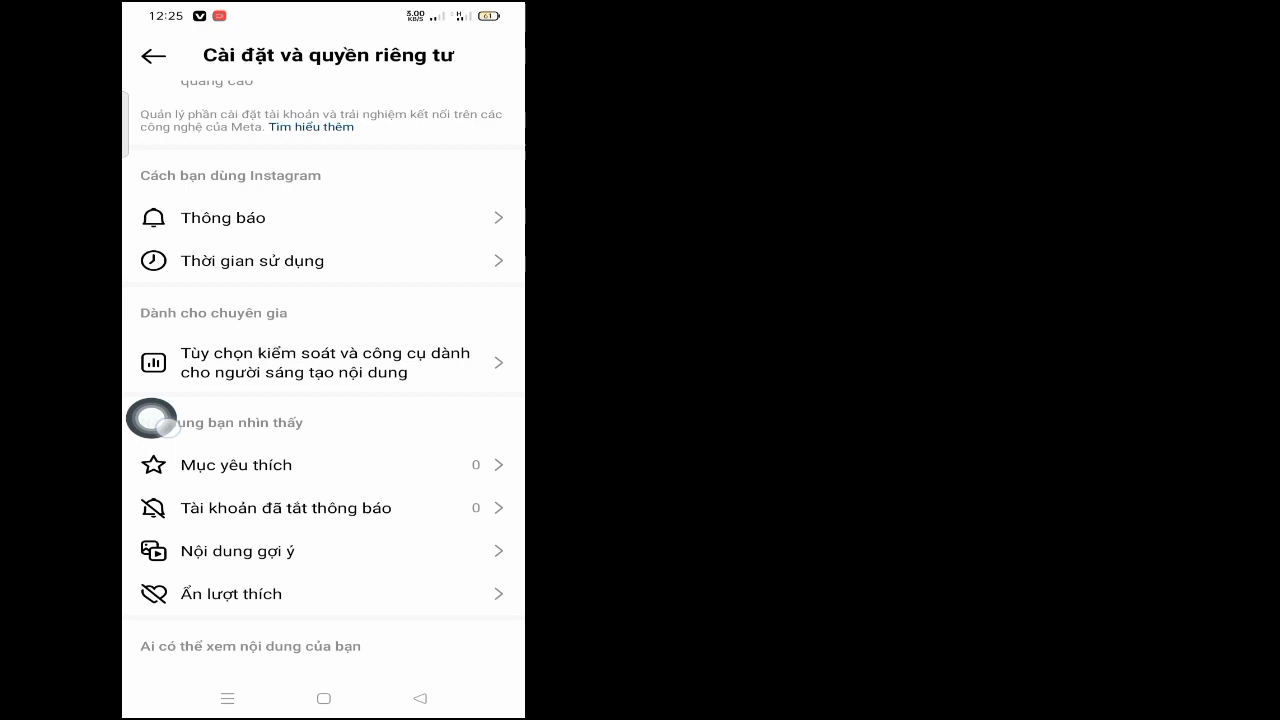 12:25
3.00
KB/S
H
61
Cài đặt và quyền riêng tư
quảng cáo
Quản lý phần cài đặt tài khoản và trải nghiệm kết nối trên các
công nghệ của Meta. Tìm hiểu thêm
Cách bạn dùng Instagram
Thông báo
Thời gian sử dụng
Dành cho chuyên gia
Tùy chọn kiểm soát và công cụ dành
cho người sáng tạo nội dung
ung bạn nhìn thấy
Mục yêu thích 0
Tài khoản đã tắt thông báo 0
Nội dung gợi ý
Ẩn lượt thích
Ai có thể xem nội dung của bạn